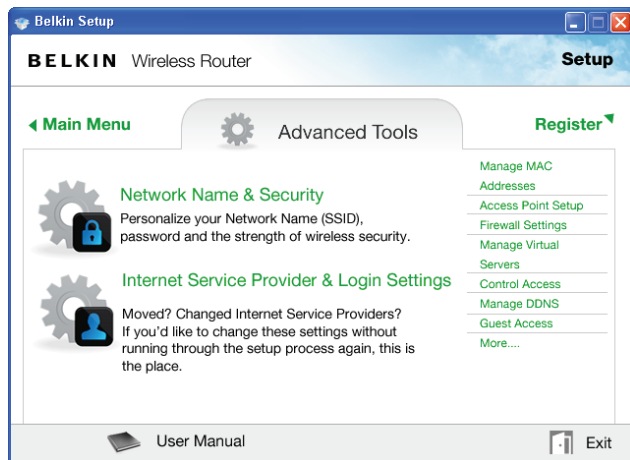 Belkin Setup
BELKIN Wireless Router
Setup
Main Menu
Advanced Tools
Register
Network Name & Security
Personalize your Network Name (SSID),
password and the strength of wireless security.
Internet Service Provider & Login Settings
Moved? Changed Internet Service Providers?
If you'd like to change these settings without
running through the setup process again, this is
the place.
Manage MAC
Addresses
Access Point Setup
Firewall Settings
Manage Virtual
Servers
Control Access
Manage DDNS
Guest Access
More....
User Manual
Exit